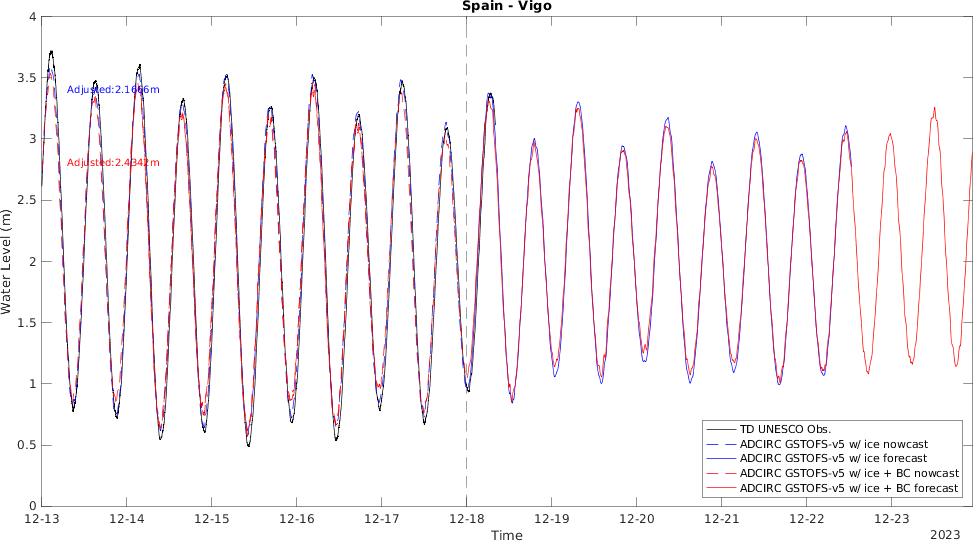 Spain - Vigo
4
3.5
3
2.5
2
1.5
1
0.5
0
Water Level (m)
Adjusted:2.1666m
Adjusted:2.4342m
TD UNESCO Obs.
ADCIRC GSTOFS-v5 w/ ice nowcast
ADCIRC GSTOFS-v5 w/ ice forecast
ADCIRC GSTOFS-v5 w/ ice + BC nowcast
ADCIRC GSTOFS-v5 w/ ice + BC forecast
12-13 12-14 12-15 12-16 12-17 12-18 12-19 12-20 12-21 12-22 12-23
Time
2023